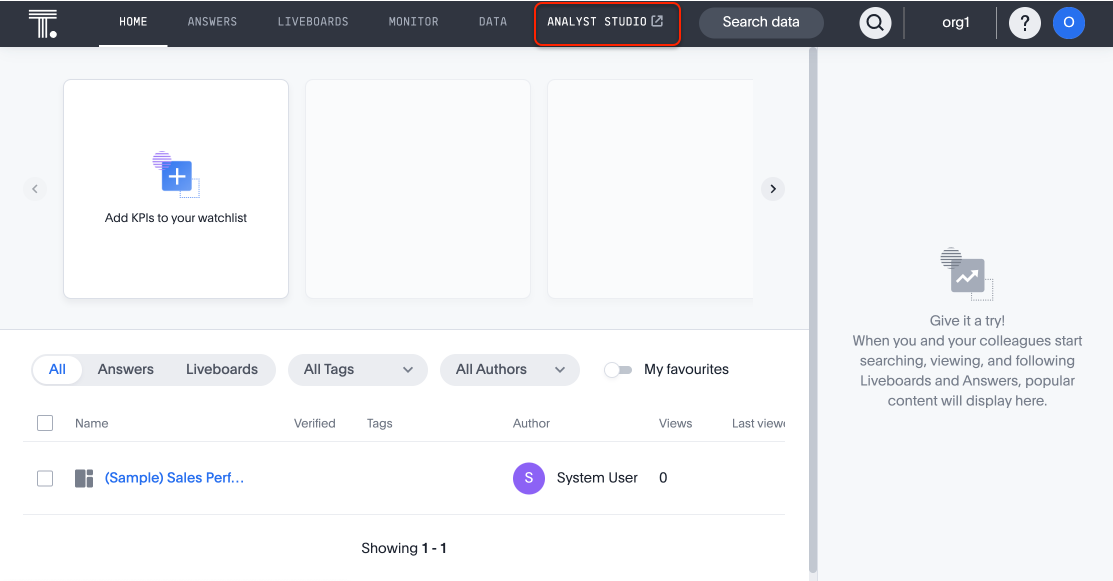 HOME ANSWERS LIVEBOARDS MONITOR DATA ANALYST STUDIO Search data org1 ? O
Add KPIs to your watchlist
Give it a try!
When you and your colleagues start
searching, viewing, and following
Liveboards and Answers, popular
content will display here.
All Answers Liveboards All Tags All Authors My favourites
Name Verified Tags Author Views Last viewe
(Sample) Sales Perf... S System User 0
Showing 1 - 1